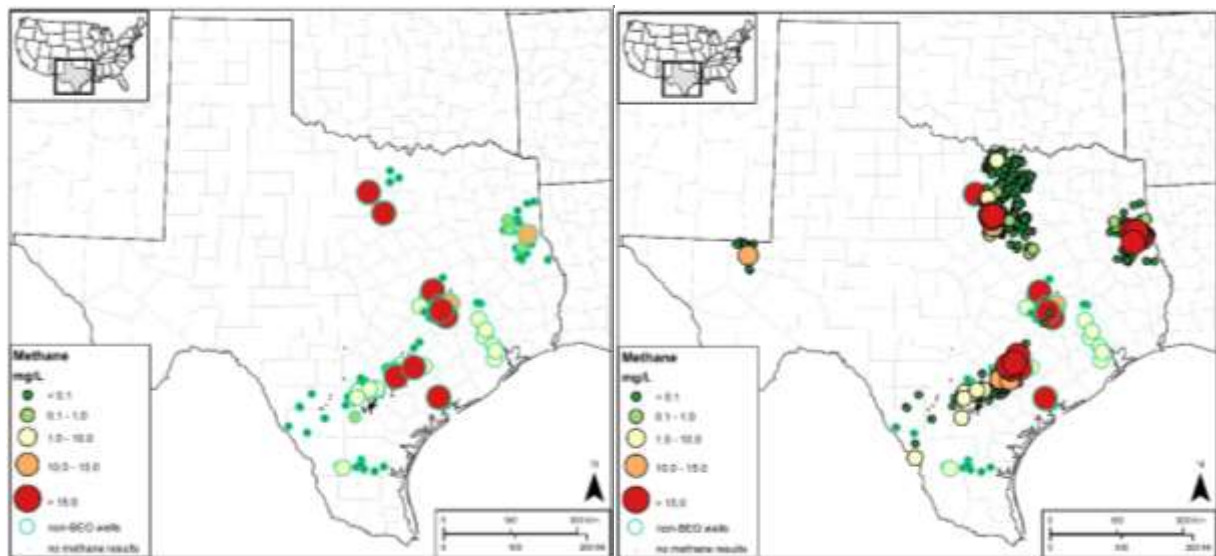 Methane
mg/L
< 0.1
0.1 - 1.0
1.0 - 10.0
10.0 - 15.0
> 15.0
non-BEG wells
no methane results
Methane
mg/L
< 0.1
0.1 - 1.0
1.0 - 10.0
10.0 - 15.0
> 15.0
non-BEG wells
no methane results